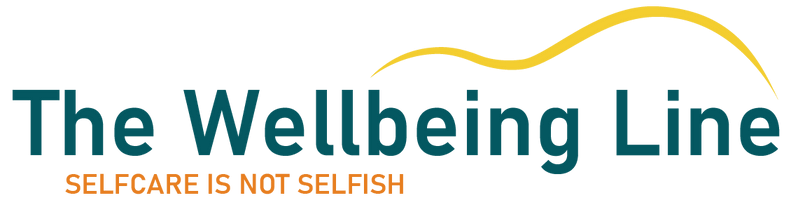 The Wellbeing Line
SELFCARE IS NOT SELFISH